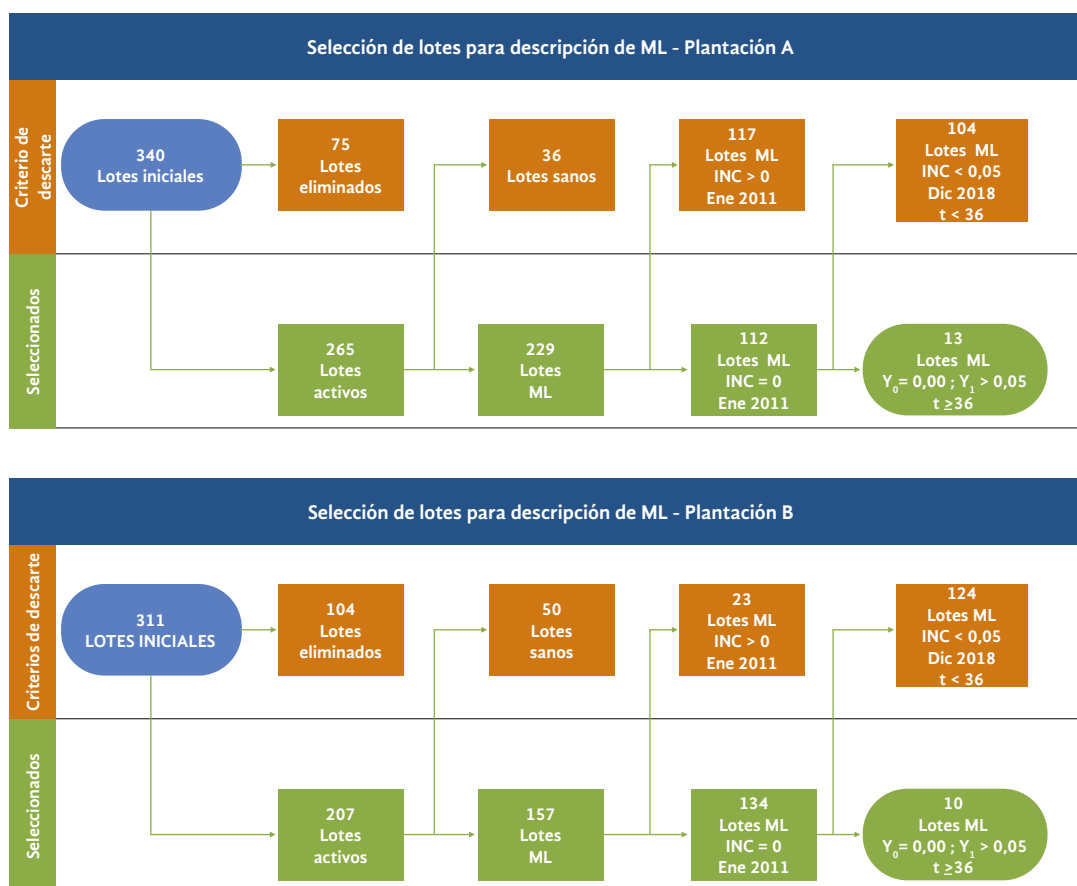 Selección de lotes para descripción de ML - Plantación A
Criterio de
descarte
340
Lotes iniciales
75
Lotes
eliminados
36
Lotes sanos
117
Lotes ML
INC > 0
Ene 2011
104
Lotes ML
INC < 0,05
Dic 2018
t < 36
Seleccionados
265
Lotes
activos
229
Lotes
ML
112
Lotes ML
INC = 0
Ene 2011
13
Lotes ML
Y₀= 0,00 ; Y₁ > 0,05
t ≥36
Selección de lotes para descripción de ML - Plantación B
Criterios de descarte
311
LOTES INICIALES
104
Lotes
eliminados
50
Lotes
sanos
23
Lotes ML
INC > 0
Ene 2011
124
Lotes ML
INC < 0,05
Dic 2018
t < 36
Seleccionados
207
Lotes
activos
157
Lotes
ML
134
Lotes ML
INC = 0
Ene 2011
10
Lotes ML
Y₀= 0,00 ; Y₁ > 0,05
t ≥36